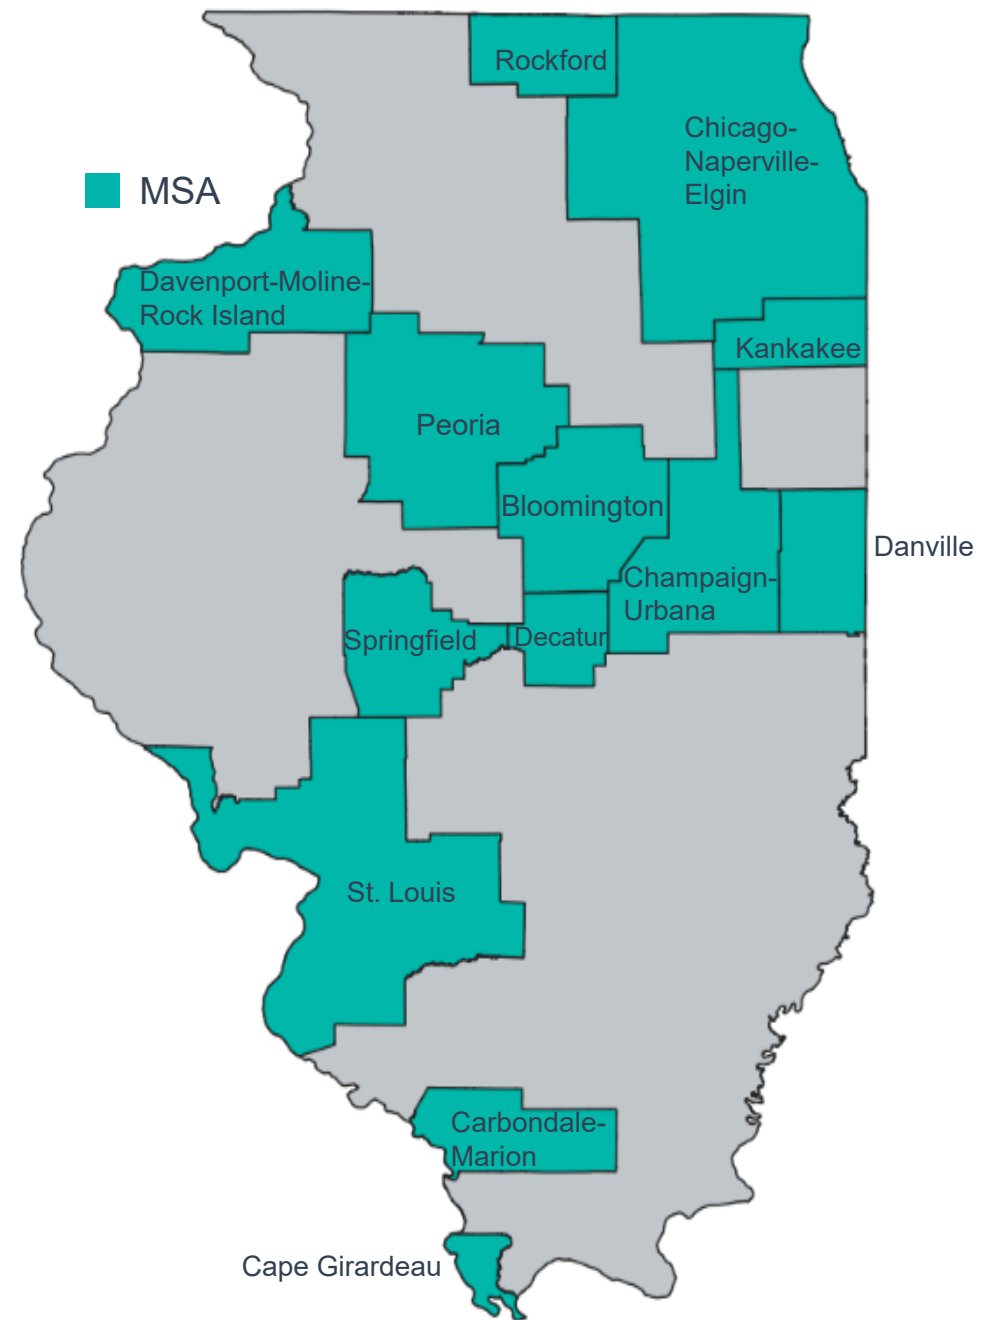 Rockford
Chicago-
Naperville-
Elgin
MSA
Davenport-Moline-
Rock Island
Kankakee
Peoria
Bloomington
Danville
Champaign-
Urbana
Springfield
Decatur
St. Louis
Carbondale-
Marion
Cape Girardeau